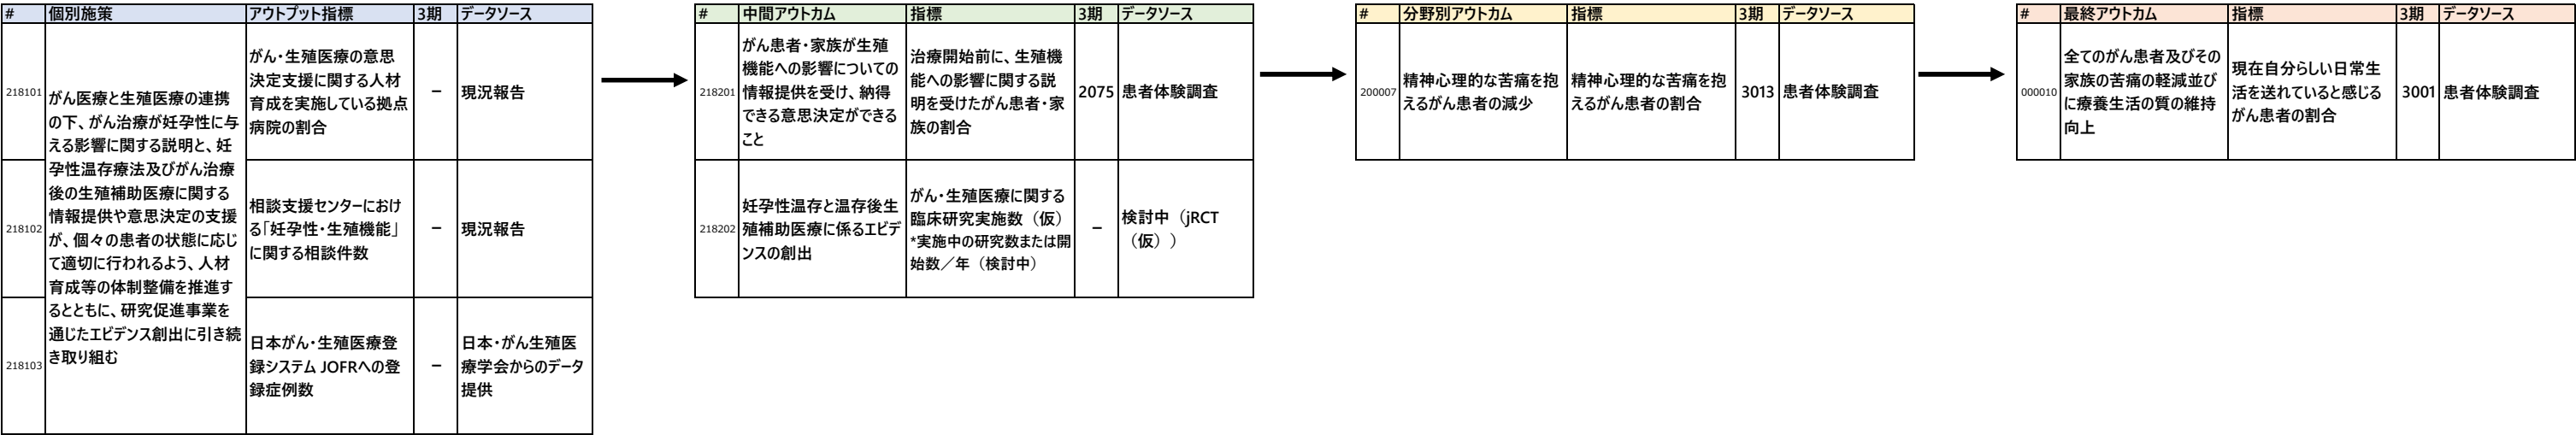 # 個別施策 アウトプット指標 3期 データソース
218101
がん医療と生殖医療の連携
の下、がん治療が妊孕性に与
える影響に関する説明と、妊
孕性温存療法及びがん治療
後の生殖補助医療に関する
情報提供や意思決定の支援
が、個々の患者の状態に応じ
て適切に行われるよう、人材
育成等の体制整備を推進す
るとともに、研究促進事業を
通じたエビデンス創出に引き続
き取り組む
がん・生殖医療の意思
決定支援に関する人材
育成を実施している拠点
病院の割合
－
現況報告
218102
相談支援センターにおけ
る「妊孕性・生殖機能」
に関する相談件数
－
現況報告
218103
日本がん・生殖医療登
録システム JOFRへの登
録症例数
－
日本・がん生殖医
療学会からのデータ
提供
# 中間アウトカム 指標 3期 データソース
218201
がん患者・家族が生殖
機能への影響についての
情報提供を受け、納得
できる意思決定ができる
こと
治療開始前に、生殖機
能への影響に関する説
明を受けたがん患者・家
族の割合
2075
患者体験調査
218202
妊孕性温存と温存後生
殖補助医療に係るエビデ
ンスの創出
がん・生殖医療に関する
臨床研究実施数（仮）
*実施中の研究数または開
始数／年（検討中）
－
検討中（jRCT
（仮））
# 分野別アウトカム 指標 3期 データソース
200007
精神心理的な苦痛を抱
えるがん患者の減少
精神心理的な苦痛を抱
えるがん患者の割合
3013
患者体験調査
# 最終アウトカム 指標 3期 データソース
000010
全てのがん患者及びその
家族の苦痛の軽減並び
に療養生活の質の維持
向上
現在自分らしい日常生
活を送れていると感じる
がん患者の割合
3001
患者体験調査